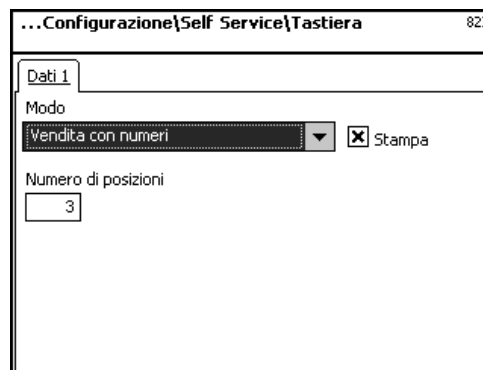 ...Configurazione\Self Service\Tastiera
Dati 1
Modo
Vendita con numeri
Stampa
Numero di posizioni
3